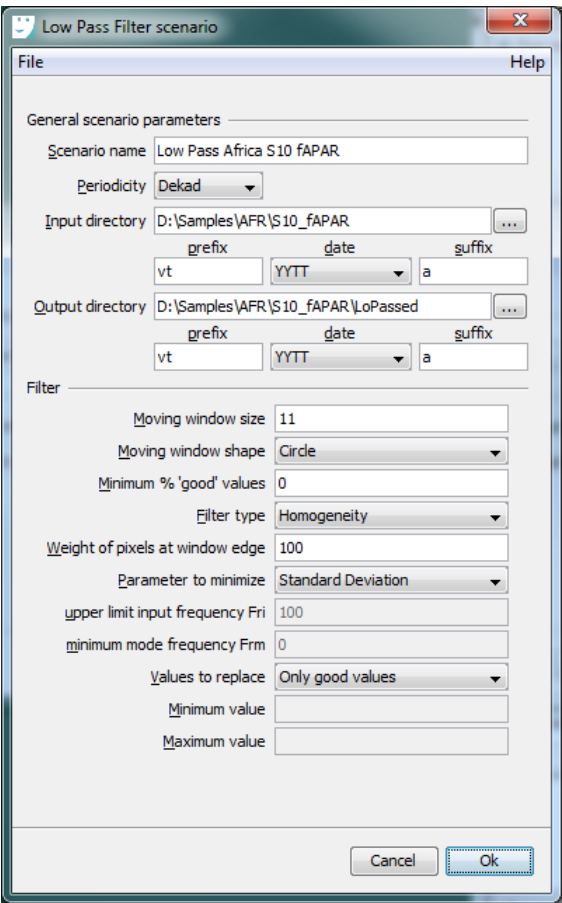 Low Pass Filter scenario
File Help
General scenario parameters
Scenario name Low Pass Africa S10 fAPAR
Periodicity Dekad
Input directory D:\Samples\AFR\S10_fAPAR ...
prefix date suffix
vt YYTT a
Output directory D:\Samples\AFR\S10_fAPAR\LoPassed ...
prefix date suffix
vt YYTT a
Filter
Moving window size 11
Moving window shape Circle
Minimum % 'good' values 0
Filter type Homogeneity
Weight of pixels at window edge 100
Parameter to minimize Standard Deviation
upper limit input frequency Fri 100
minimum mode frequency Frm 0
Values to replace Only good values
Minimum value
Maximum value
Cancel Ok